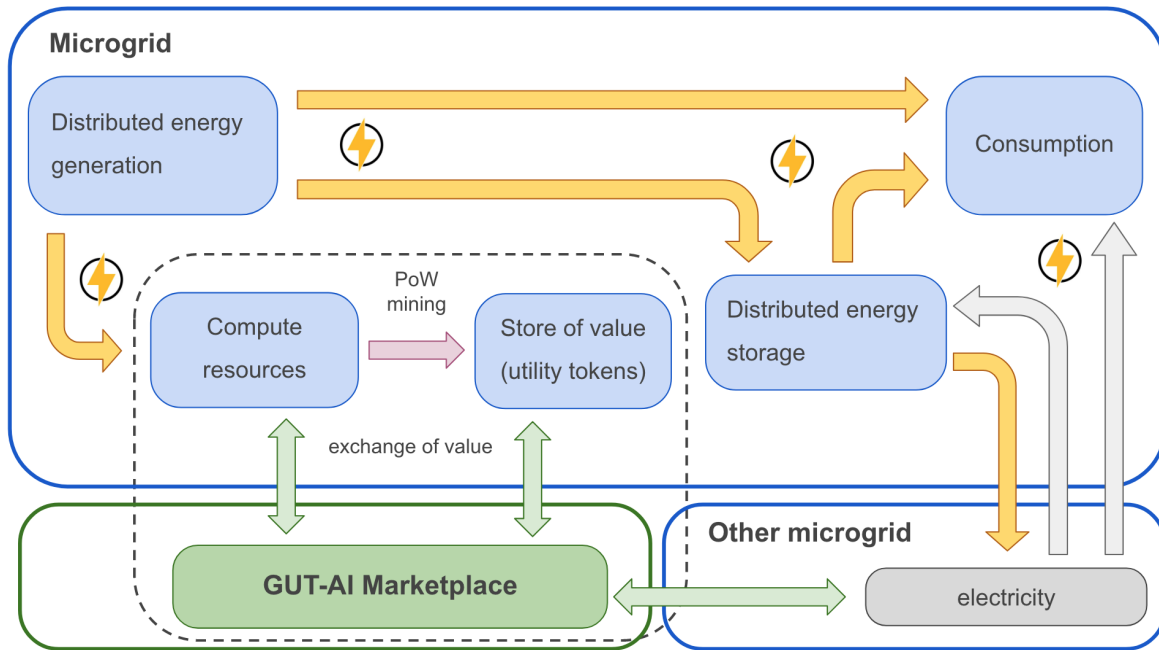 Microgrid
Distributed energy
generation
Consumption
PoW
mining
Compute
resources
Store of value
(utility tokens)
Distributed energy
storage
exchange of value
Other microgrid
GUT-AI Marketplace
electricity